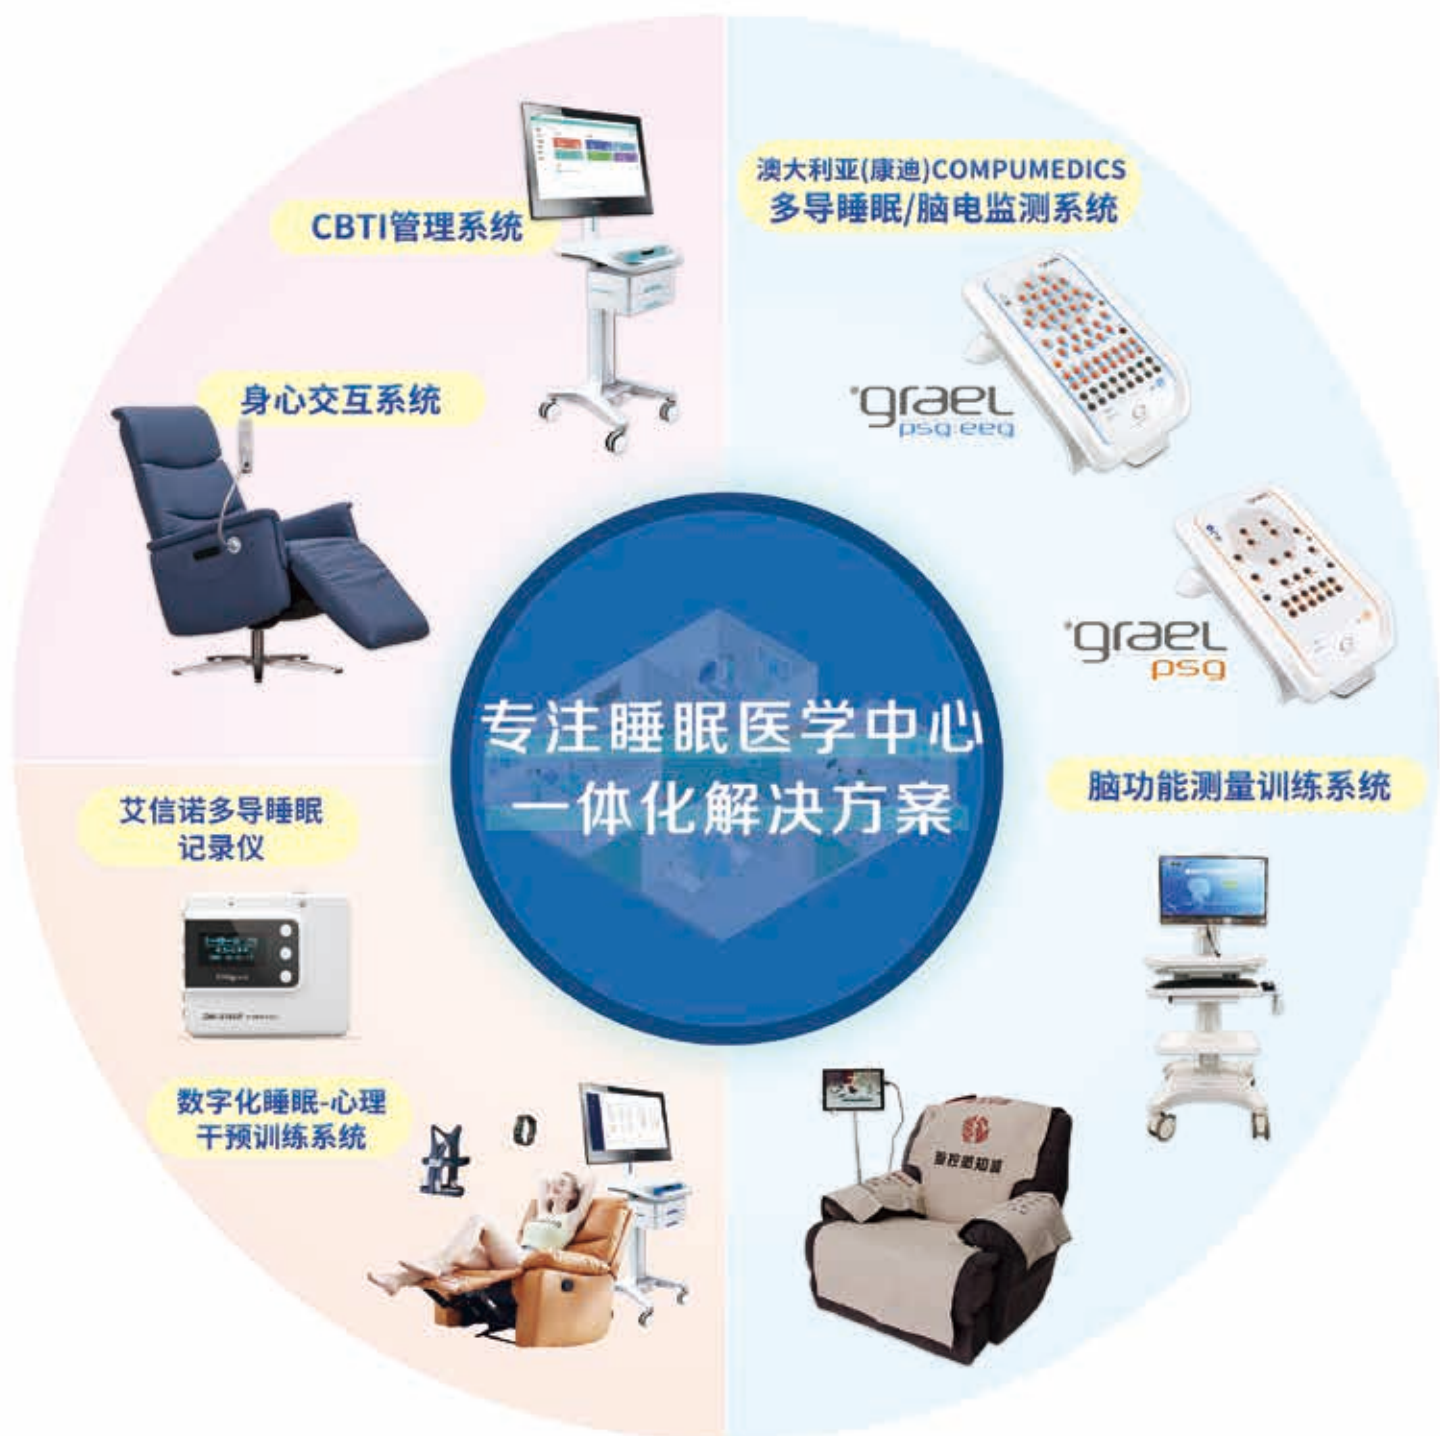 CBTI管理系统
身心交互系统
澳大利亚(康迪)COMPUMEDICS
多导睡眠/脑电监测系统
grael
psg:eeg
grael
psg
专注睡眠医学中心
一体化解决方案
脑功能测量训练系统
艾信诺多导睡眠
记录仪
数字化睡眠-心理
干预训练系统